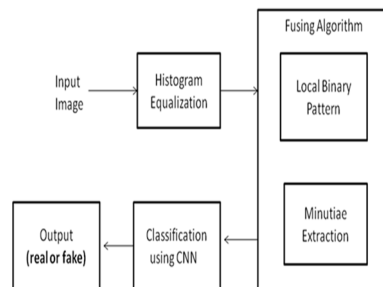 Fusing Algorithm
Input
Image
Histogram
Equalization
Local Binary
Pattern
Minutiae
Extraction
Classification
using CNN
Output
(real or fake)